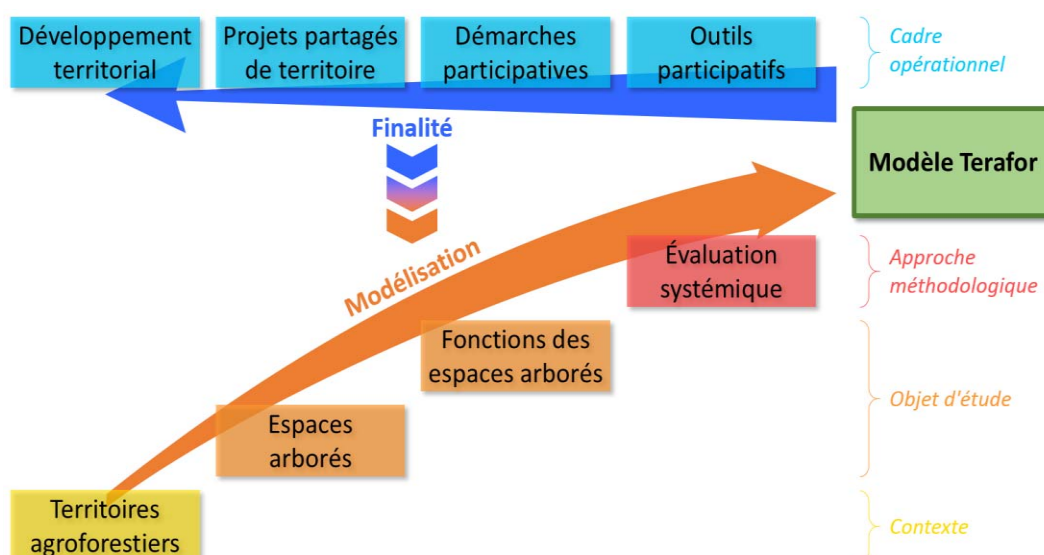 Développement
territorial
Projets partagés
de territoire
Démarches
participatives
Outils
participatifs
Cadre
opérationnel
Finalité
Modèle Terafor
Modélisation
Évaluation
systémique
Approche
méthodologique
Fonctions des
espaces arborés
Objet d'étude
Espaces
arborés
Territoires
agroforestiers
Contexte